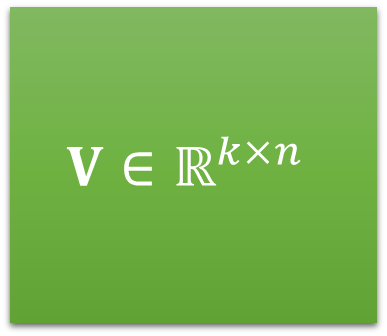 𝐕 ∈ ℝ^{k×n}